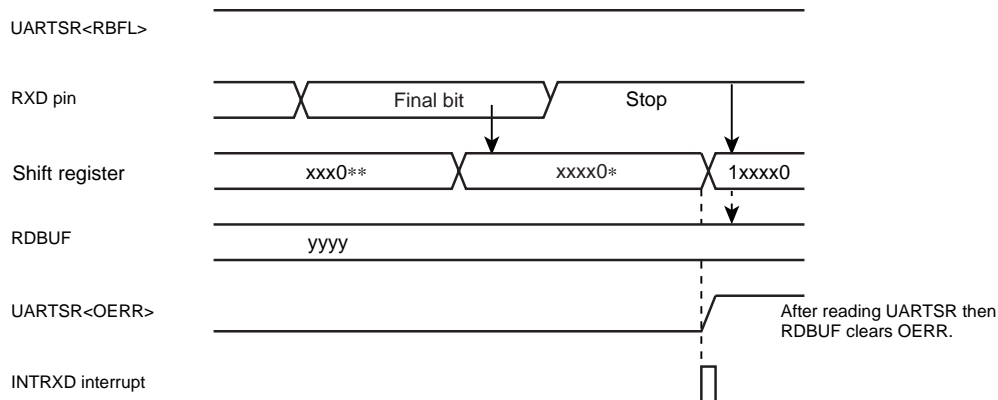 UARTSR<RBFL>
RXD pin
Final bit
Stop
Shift register
xxx0**
xxxx0*
1xxxx0
RDBUF
yyyy
UARTSR<OERR>
After reading UARTSR then
RDBUF clears OERR.
INTRXD interrupt